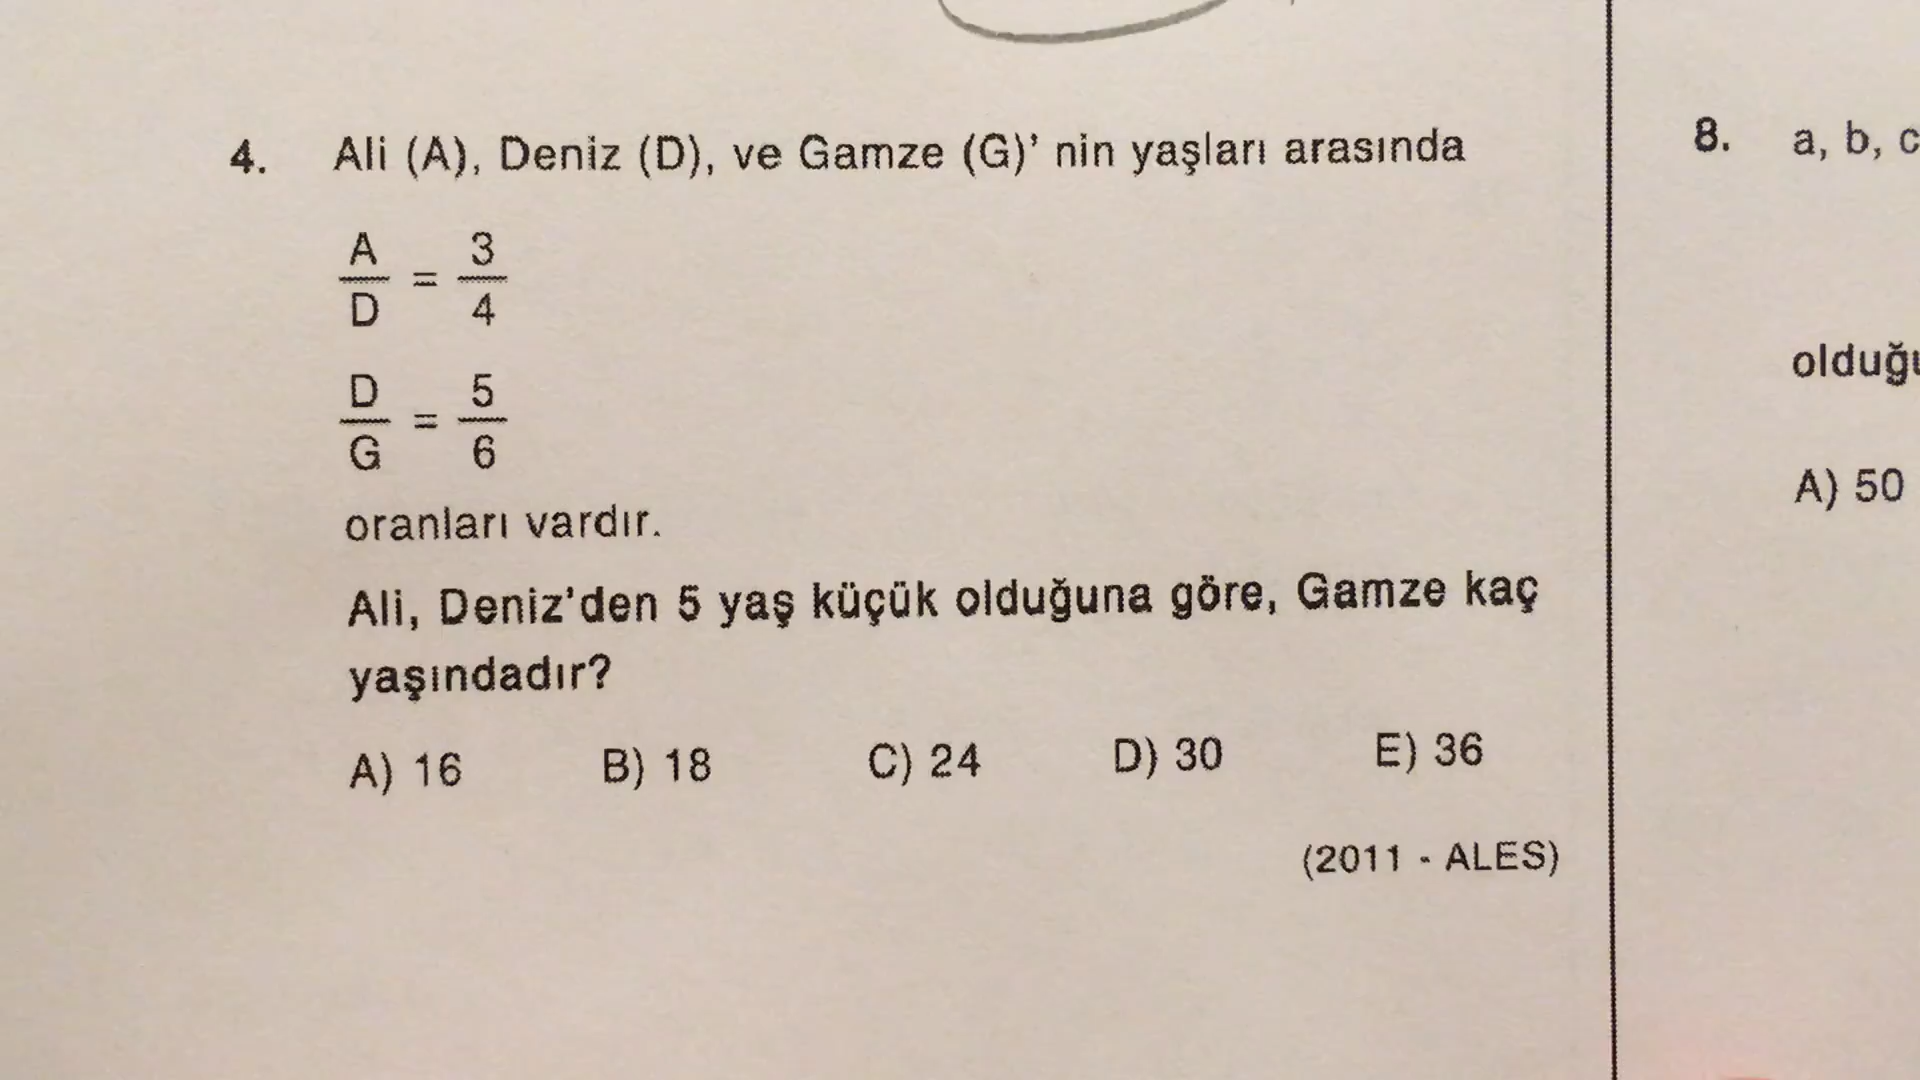 4. Ali (A), Deniz (D), ve Gamze (G)' nin yaşları arasında
A/D = 3/4
D/G = 5/6
oranları vardır.
Ali, Deniz'den 5 yaş küçük olduğuna göre, Gamze kaç
yaşındadır?
A) 16 B) 18 C) 24 D) 30 E) 36
(2011 - ALES)
8. a, b, c
A) 50